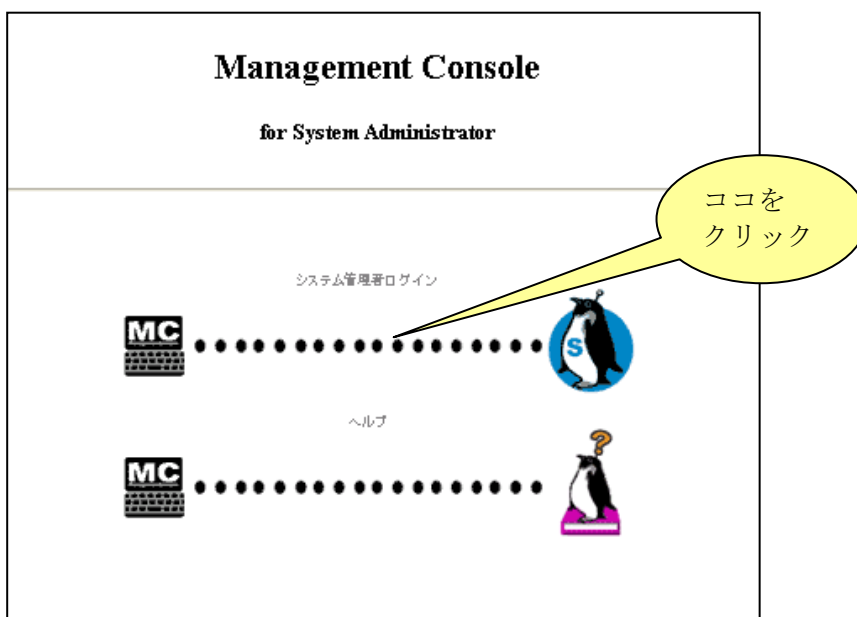 Management Console
for System Administrator
ココを
クリック
システム管理者ログイン
MC
S
ヘルプ
?
MC